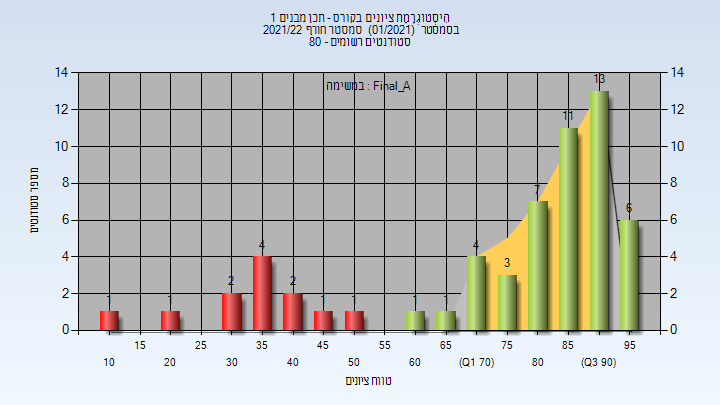 היסטוגרמת ציונים בקורס - תכן מבנים 1
בסמסטר (01/2021) סמסטר חורף 2021/22
סטודנטים רשומים - 80
במשימה : Final_A
מספר סטודנטים
14 14
12 12
10 10
8 8
6 6
4 4
2 2
0 0
1 1 2 4 2 1 1 1 1 4 3 7 11 13 6
15 25 35 45 55 65 75 85 95
10 20 30 40 50 60 (Q1 70) 80 (Q3 90)
טווח ציונים